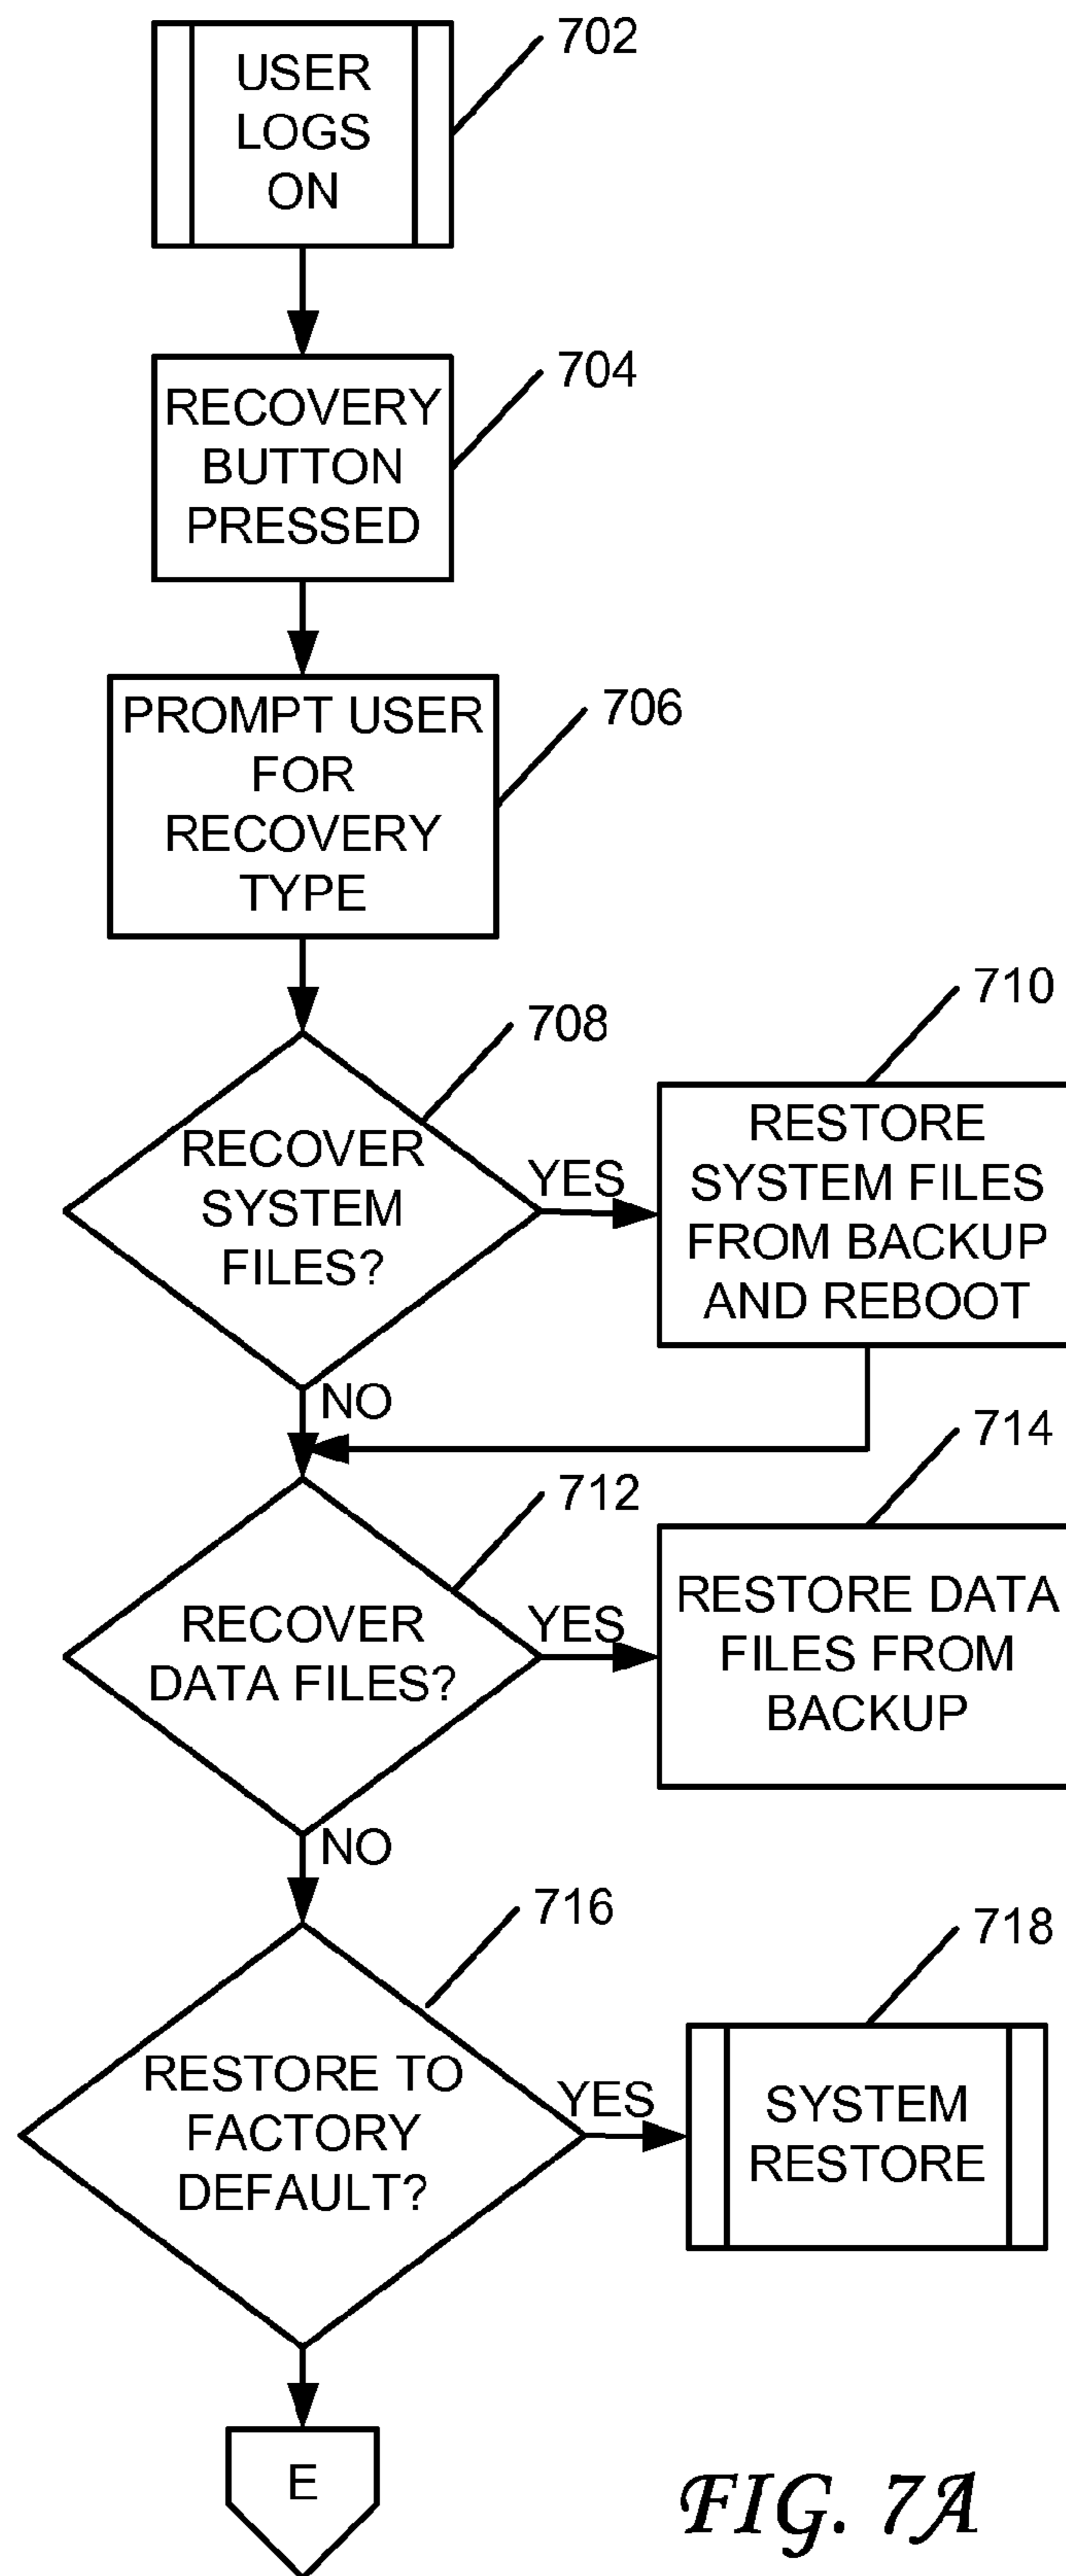 702
USER
LOGS
ON
704
RECOVERY
BUTTON
PRESSED
706
PROMPT USER
FOR
RECOVERY
TYPE
708
RECOVER
SYSTEM
FILES?
YES
710
RESTORE
SYSTEM FILES
FROM BACKUP
AND REBOOT
NO
712
RECOVER
DATA FILES?
YES
714
RESTORE DATA
FILES FROM
BACKUP
NO
716
RESTORE TO
FACTORY
DEFAULT?
YES
718
SYSTEM
RESTORE
E
FIG. 7A